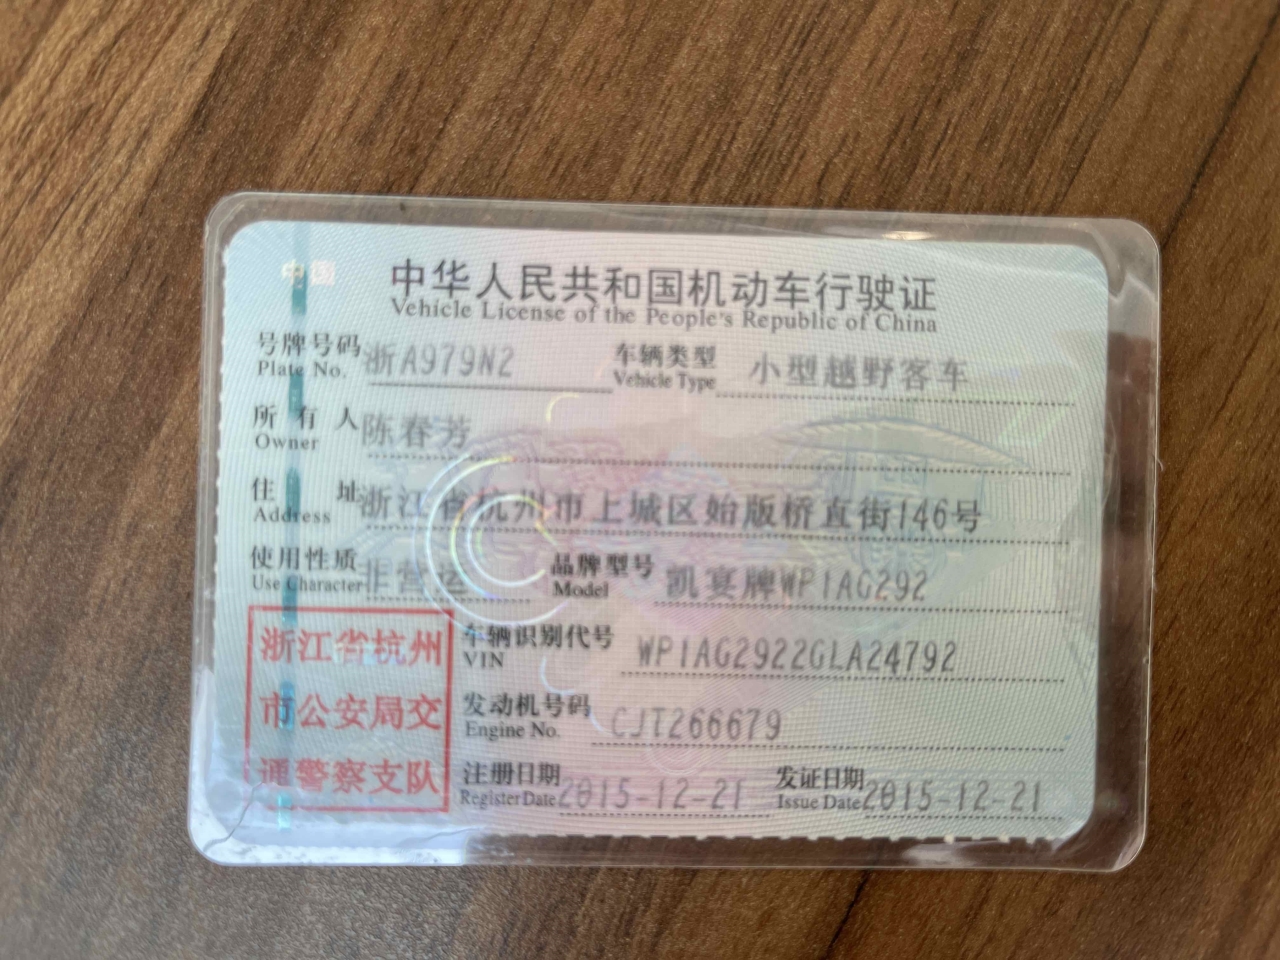 中国
中华人民共和国机动车行驶证
Vehicle License of the People's Republic of China
号牌号码 浙A979N2 车辆类型 小型越野客车
Plate No. Vehicle Type
所有人 陈春芳
Owner
住址 浙江省杭州市上城区始版桥直街146号
Address
使用性质 非营运 品牌型号 凯宴牌WP1AG292
Use Character Model
浙江省杭州
市公安局交
通警察支队
车辆识别代号 WP1AG2922GLA24792
VIN
发动机号码 CJT266679
Engine No.
注册日期 2015-12-21 发证日期 2015-12-21
Register Date Issue Date